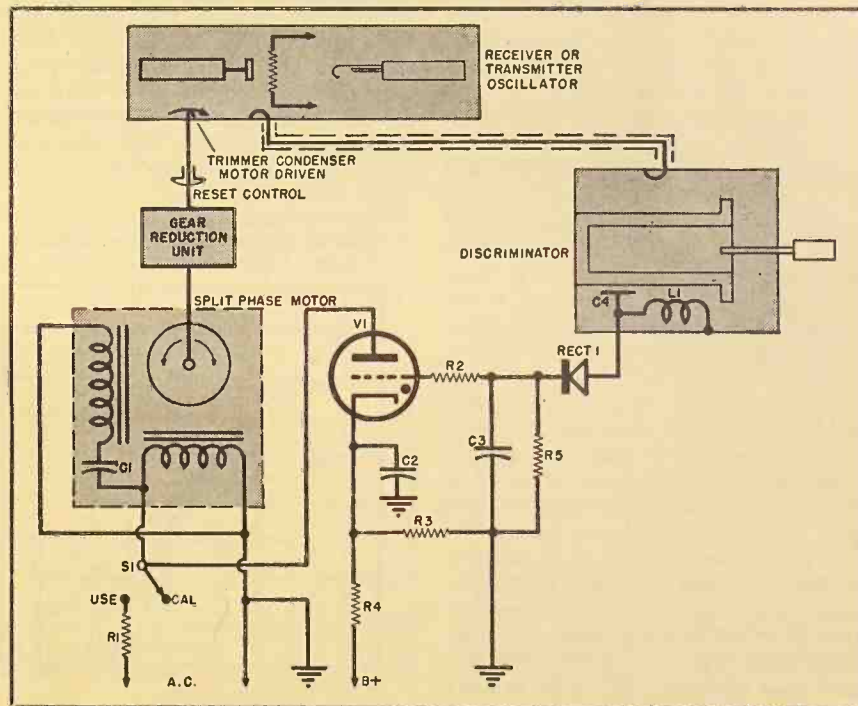 RECEIVER OR
TRANSMITTER
OSCILLATOR
TRIMMER CONDENSER
MOTOR DRIVEN
RESET CONTROL
GEAR
REDUCTION
UNIT
DISCRIMINATOR
SPLIT PHASE MOTOR
C4
L1
V1
RECT 1
R2
C1
C2
C3
R5
R3
S1
USE
CAL
R4
R1
A.C.
B+